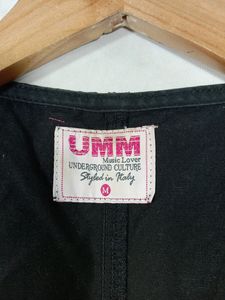 UMM
Music Lover
UNDERGROUND CULTURE
Styled in Italy
M